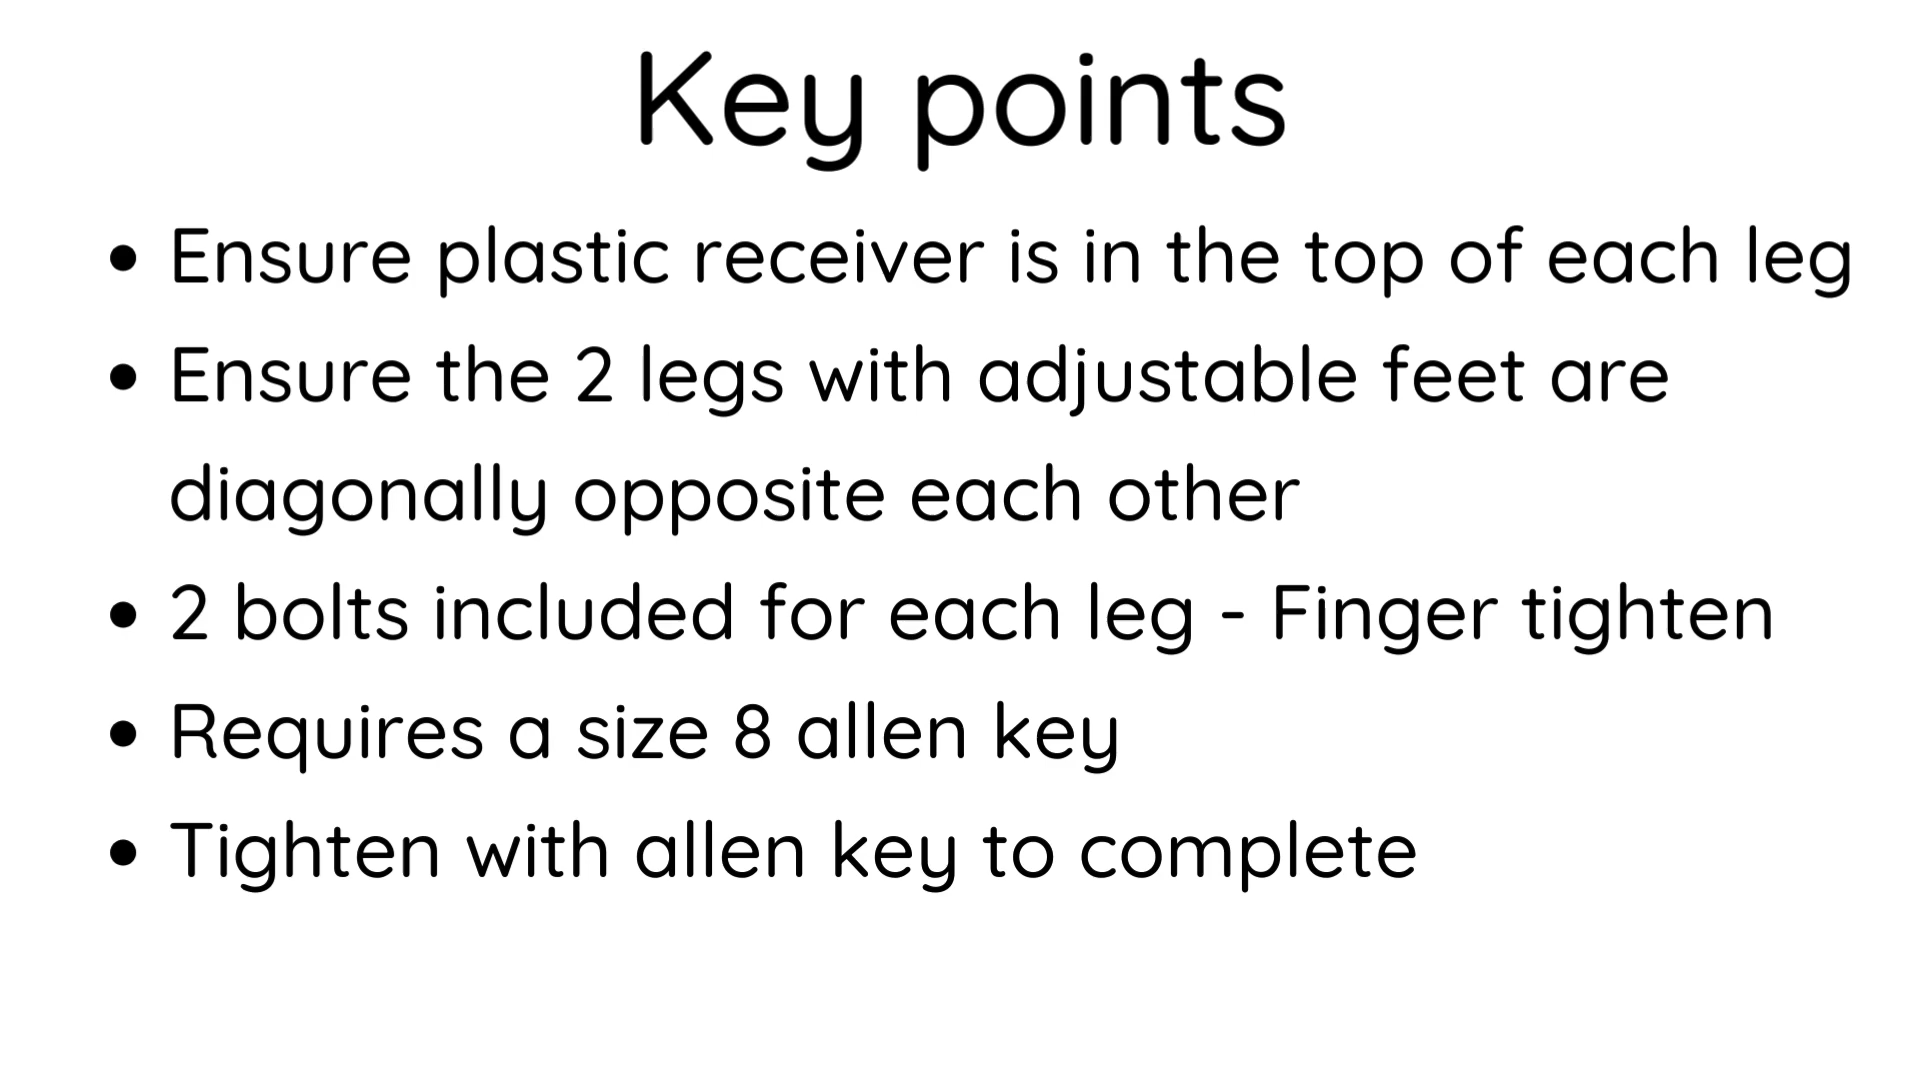 Key points
• Ensure plastic receiver is in the top of each leg
• Ensure the 2 legs with adjustable feet are
diagonally opposite each other
• 2 bolts included for each leg - Finger tighten
• Requires a size 8 allen key
• Tighten with allen key to complete